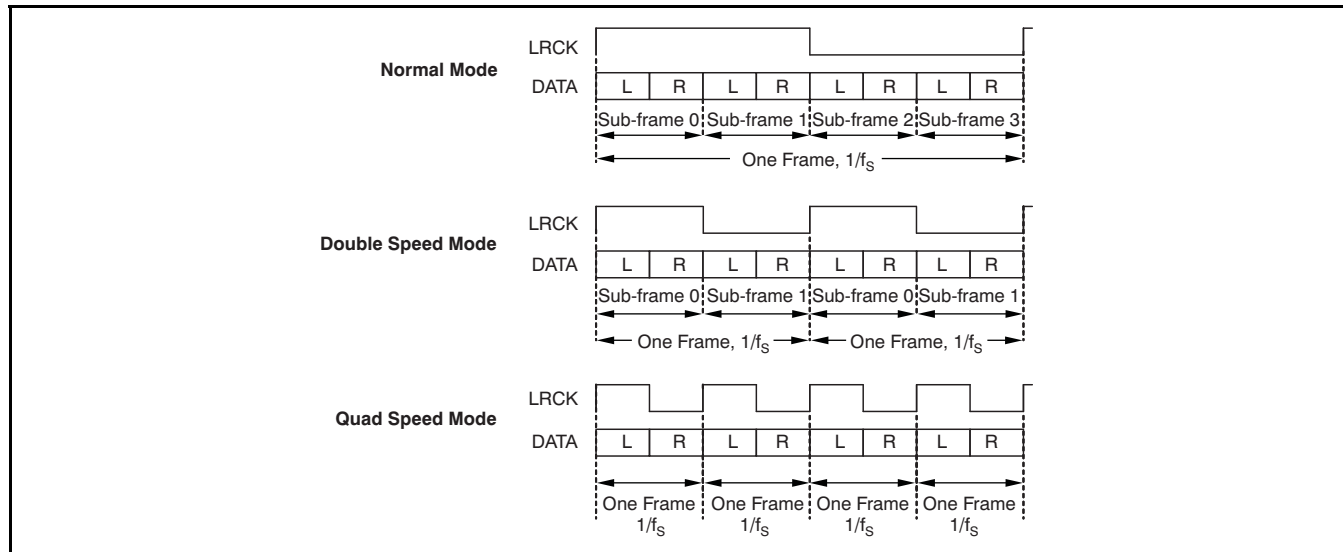 LRCK
Normal Mode
DATA L R L R L R L R
Sub-frame 0 Sub-frame 1 Sub-frame 2 Sub-frame 3
One Frame, 1/fS
LRCK
Double Speed Mode
DATA L R L R L R L R
Sub-frame 0 Sub-frame 1 Sub-frame 0 Sub-frame 1
One Frame, 1/fS One Frame, 1/fS
LRCK
Quad Speed Mode
DATA L R L R L R L R
One Frame One Frame One Frame One Frame
1/fS 1/fS 1/fS 1/fS